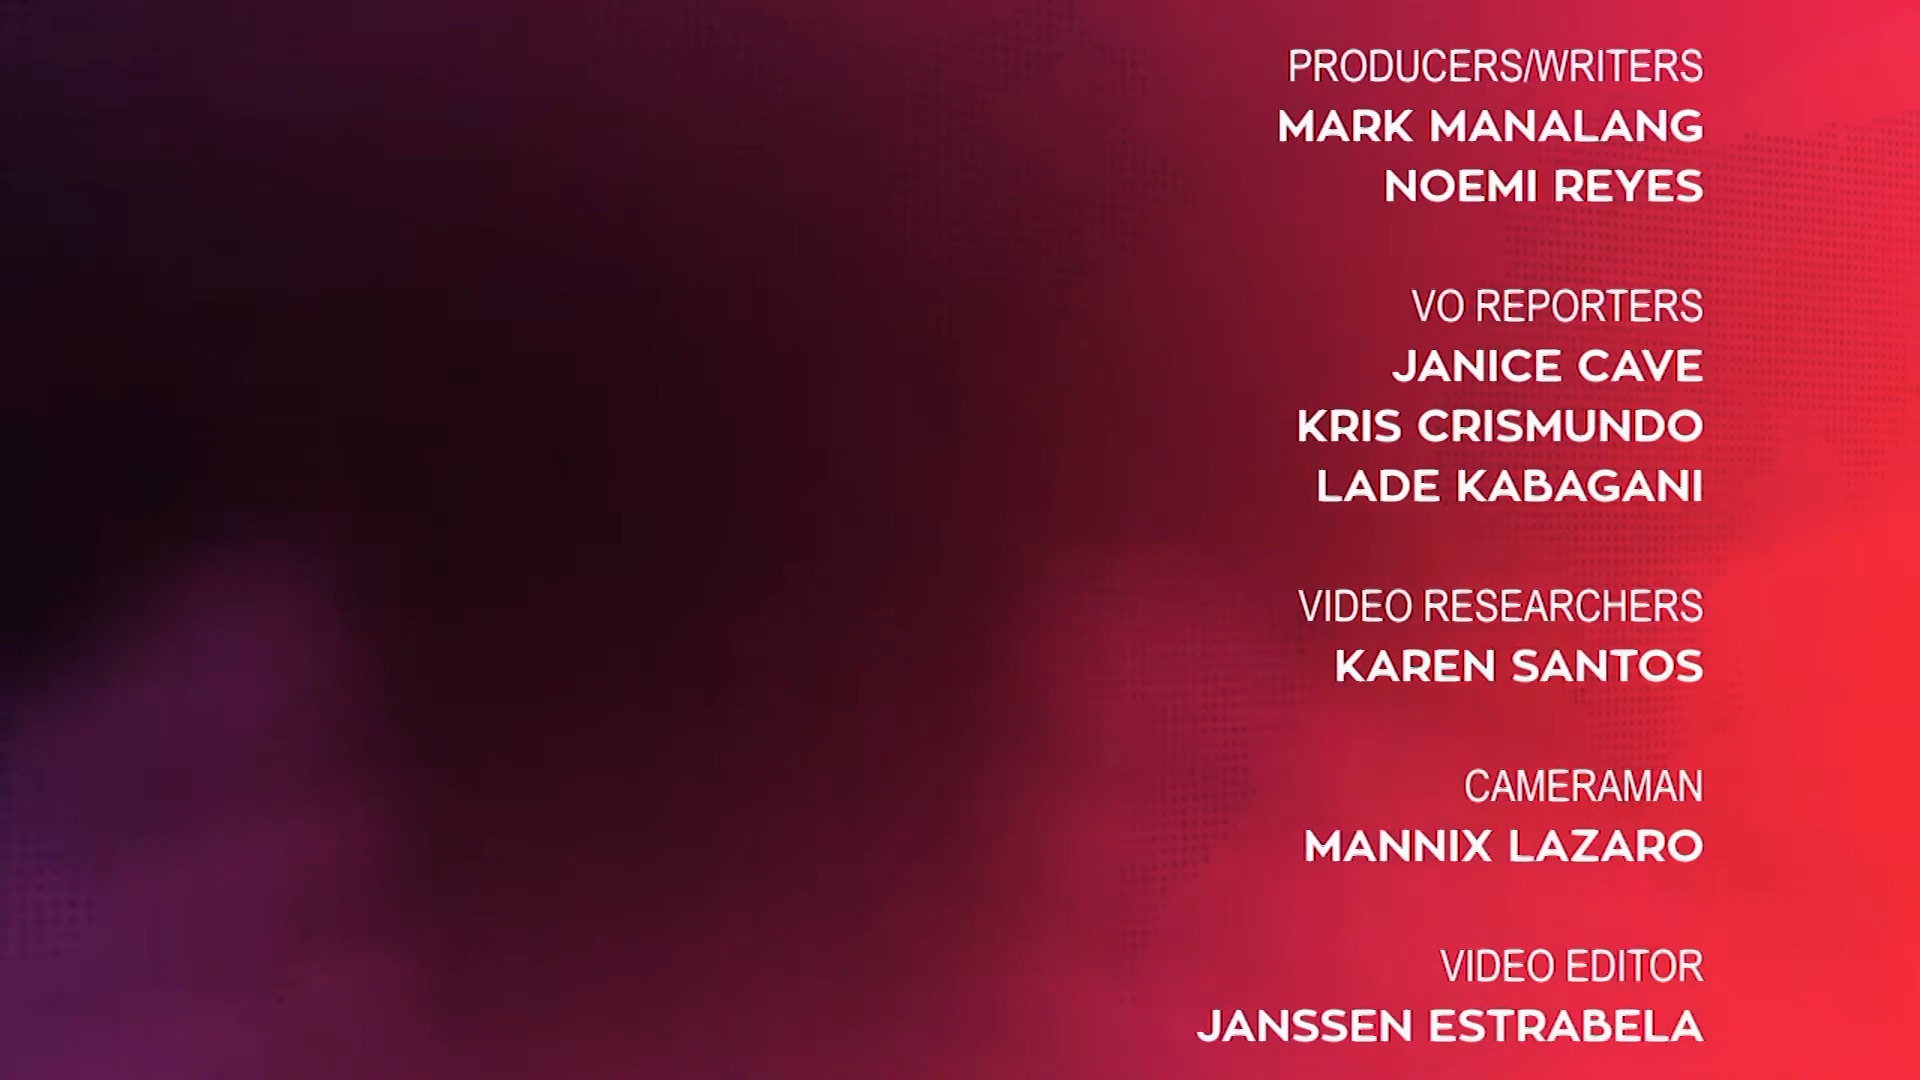 PRODUCERS/WRITERS
MARK MANALANG
NOEMI REYES
VO REPORTERS
JANICE CAVE
KRIS CRISMUNDO
LADE KABAGANI
VIDEO RESEARCHERS
KAREN SANTOS
CAMERAMAN
MANNIX LAZARO
VIDEO EDITOR
JANSSEN ESTRABELA